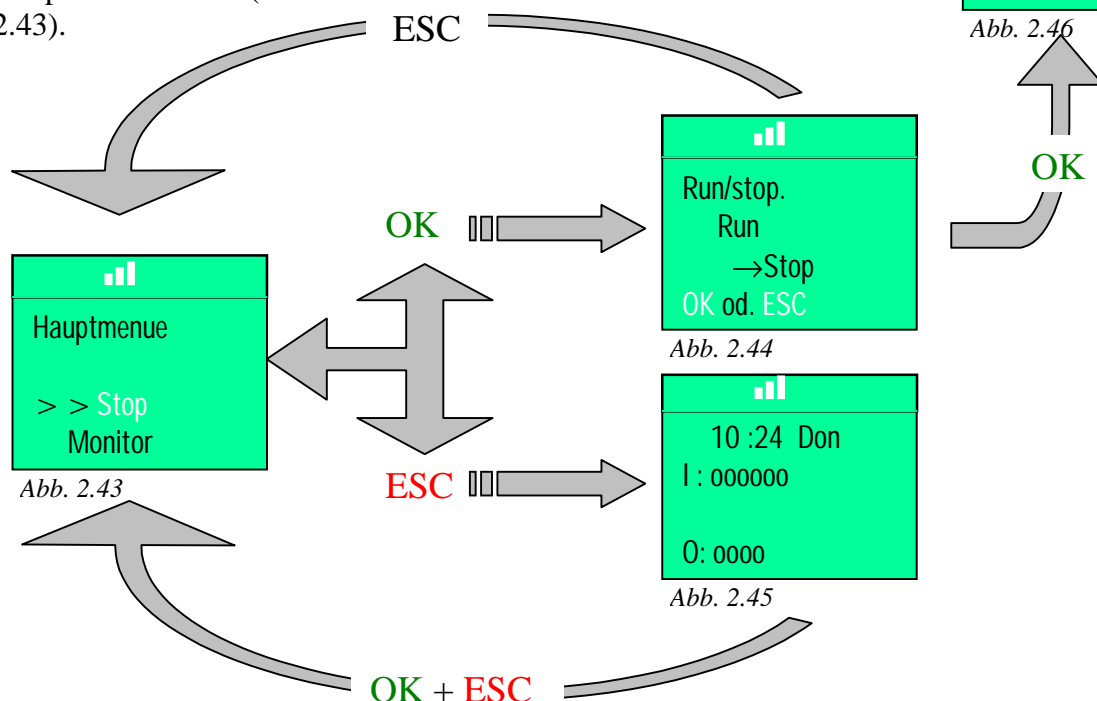 2.43).
ESC
Abb. 2.46
OK
Run/stop.
Run
→Stop
OK od. ESC
Abb. 2.44
OK
Hauptmenue
> > Stop
Monitor
Abb. 2.43
ESC
10 :24 Don
I : 000000
O: 0000
Abb. 2.45
OK + ESC